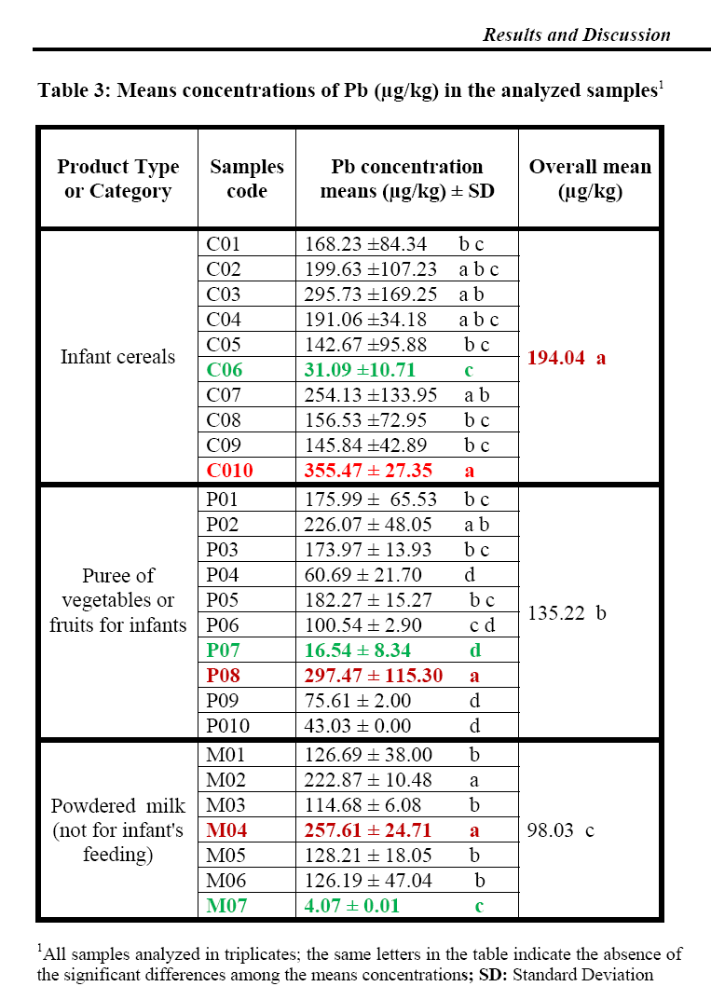 Results and Discussion
Table 3: Means concentrations of Pb (µg/kg) in the analyzed samples1
Product Type or Category Samples code Pb concentration means (µg/kg) ± SD Overall mean (µg/kg)
Infant cereals
C01 168.23 ±84.34 b c
C02 199.63 ±107.23 a b c
C03 295.73 ±169.25 a b
C04 191.06 ±34.18 a b c
C05 142.67 ±95.88 b c
C06 31.09 ±10.71 c
C07 254.13 ±133.95 a b
C08 156.53 ±72.95 b c
C09 145.84 ±42.89 b c
C010 355.47 ± 27.35 a
194.04 a
Puree of
vegetables or
fruits for infants
P01 175.99 ± 65.53 b c
P02 226.07 ± 48.05 a b
P03 173.97 ± 13.93 b c
P04 60.69 ± 21.70 d
P05 182.27 ± 15.27 b c
P06 100.54 ± 2.90 c d
P07 16.54 ± 8.34 d
P08 297.47 ± 115.30 a
P09 75.61 ± 2.00 d
P010 43.03 ± 0.00 d
135.22 b
Powdered milk
(not for infant's
feeding)
M01 126.69 ± 38.00 b
M02 222.87 ± 10.48 a
M03 114.68 ± 6.08 b
M04 257.61 ± 24.71 a
M05 128.21 ± 18.05 b
M06 126.19 ± 47.04 b
M07 4.07 ± 0.01 c
98.03 c
1All samples analyzed in triplicates; the same letters in the table indicate the absence of
the significant differences among the means concentrations; SD: Standard Deviation